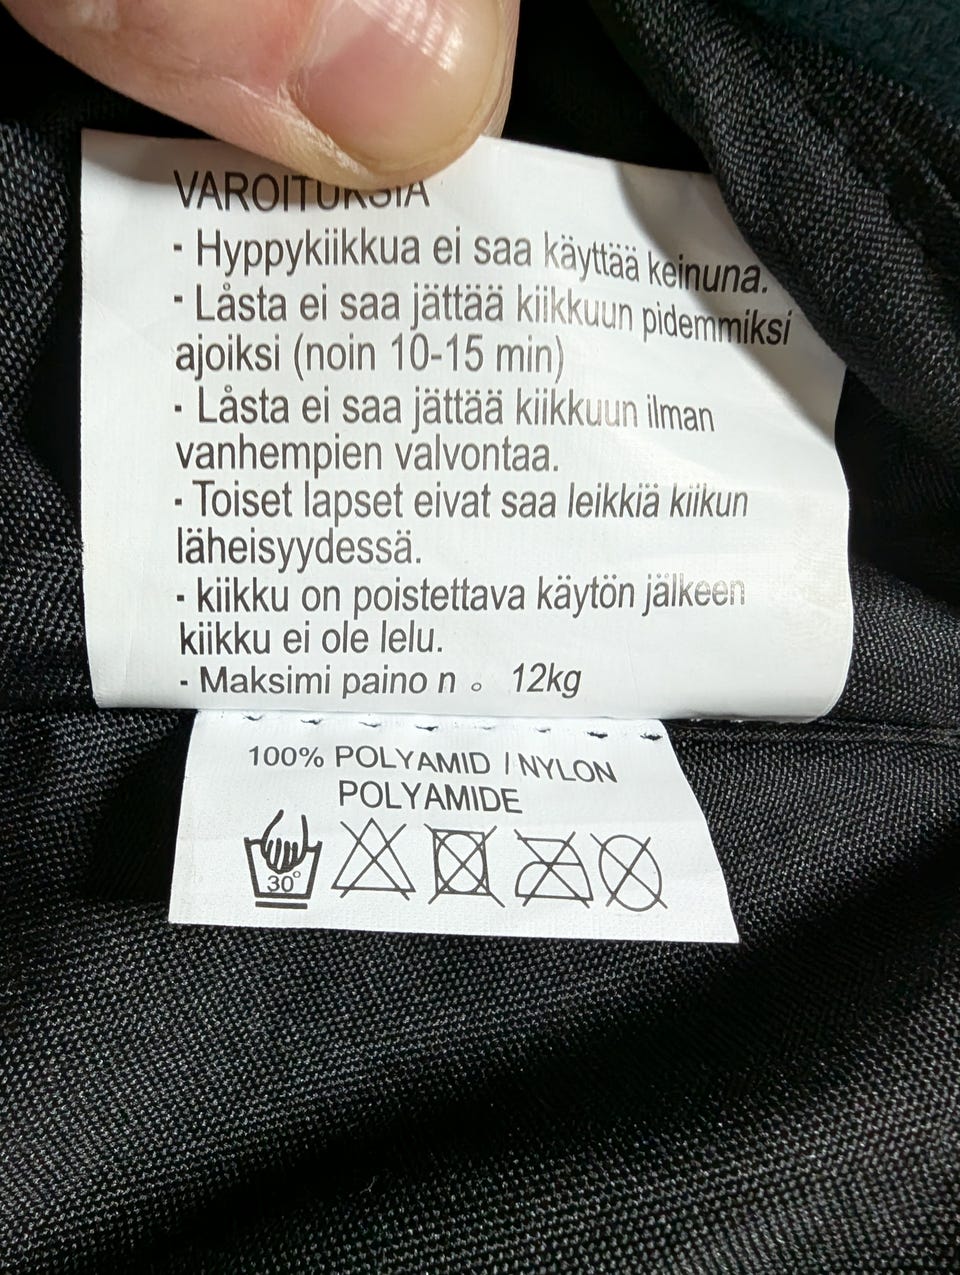 VAROITUKSIA
- Hyppykiikkua ei saa käyttää keinuna.
- Låsta ei saa jättää kiikkuun pidemmiksi
ajoiksi (noin 10-15 min)
- Låsta ei saa jättää kiikkuun ilman
vanhempien valvontaa.
- Toiset lapset eivat saa leikkiä kiikun
läheisyydessä.
- kiikku on poistettava käytön jälkeen
kiikku ei ole lelu.
- Maksimi paino n 。 12kg
100% POLYAMID / NYLON
POLYAMIDE
30°